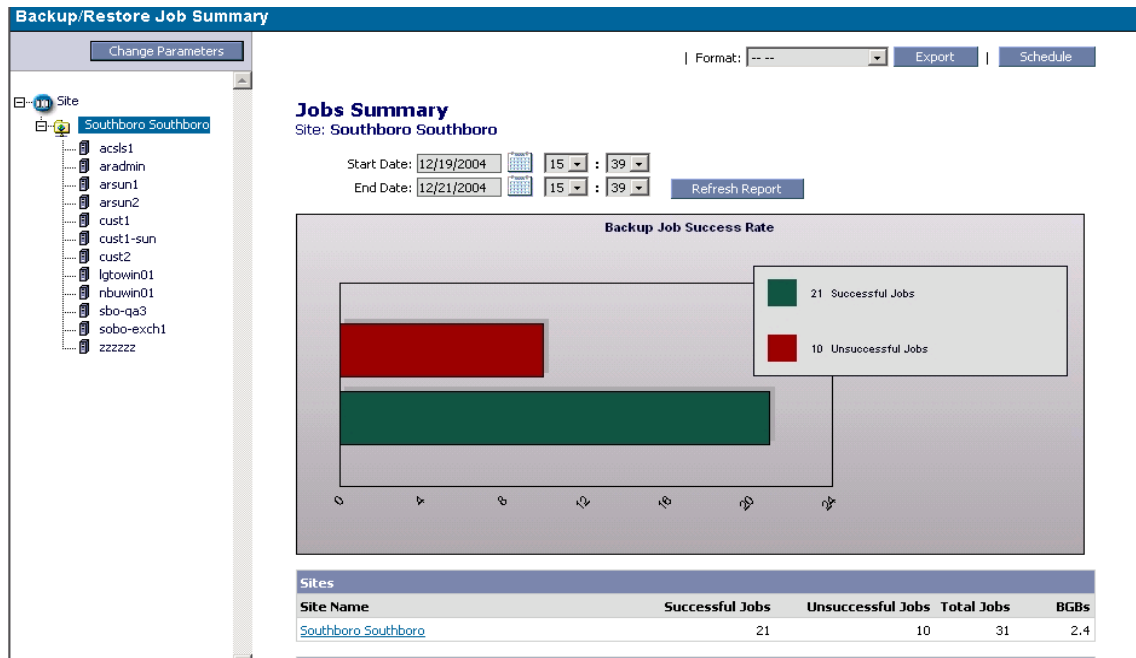 Backup/Restore Job Summary
Change Parameters
| Format: -- -- Export | Schedule
Site
Southboro Southboro
acsls1
aradmin
arsun1
arsun2
cust1
cust1-sun
cust2
lgtowin01
nbuwin01
sbo-qa3
sobo-exch1
zzzzzz
Jobs Summary
Site: Southboro Southboro
Start Date: 12/19/2004 15 : 39
End Date: 12/21/2004 15 : 39 Refresh Report
Backup Job Success Rate
21 Successful Jobs
10 Unsuccessful Jobs
0 4 8 12 16 20 24
Sites
Site Name Successful Jobs Unsuccessful Jobs Total Jobs BGBs
Southboro Southboro 21 10 31 2.4